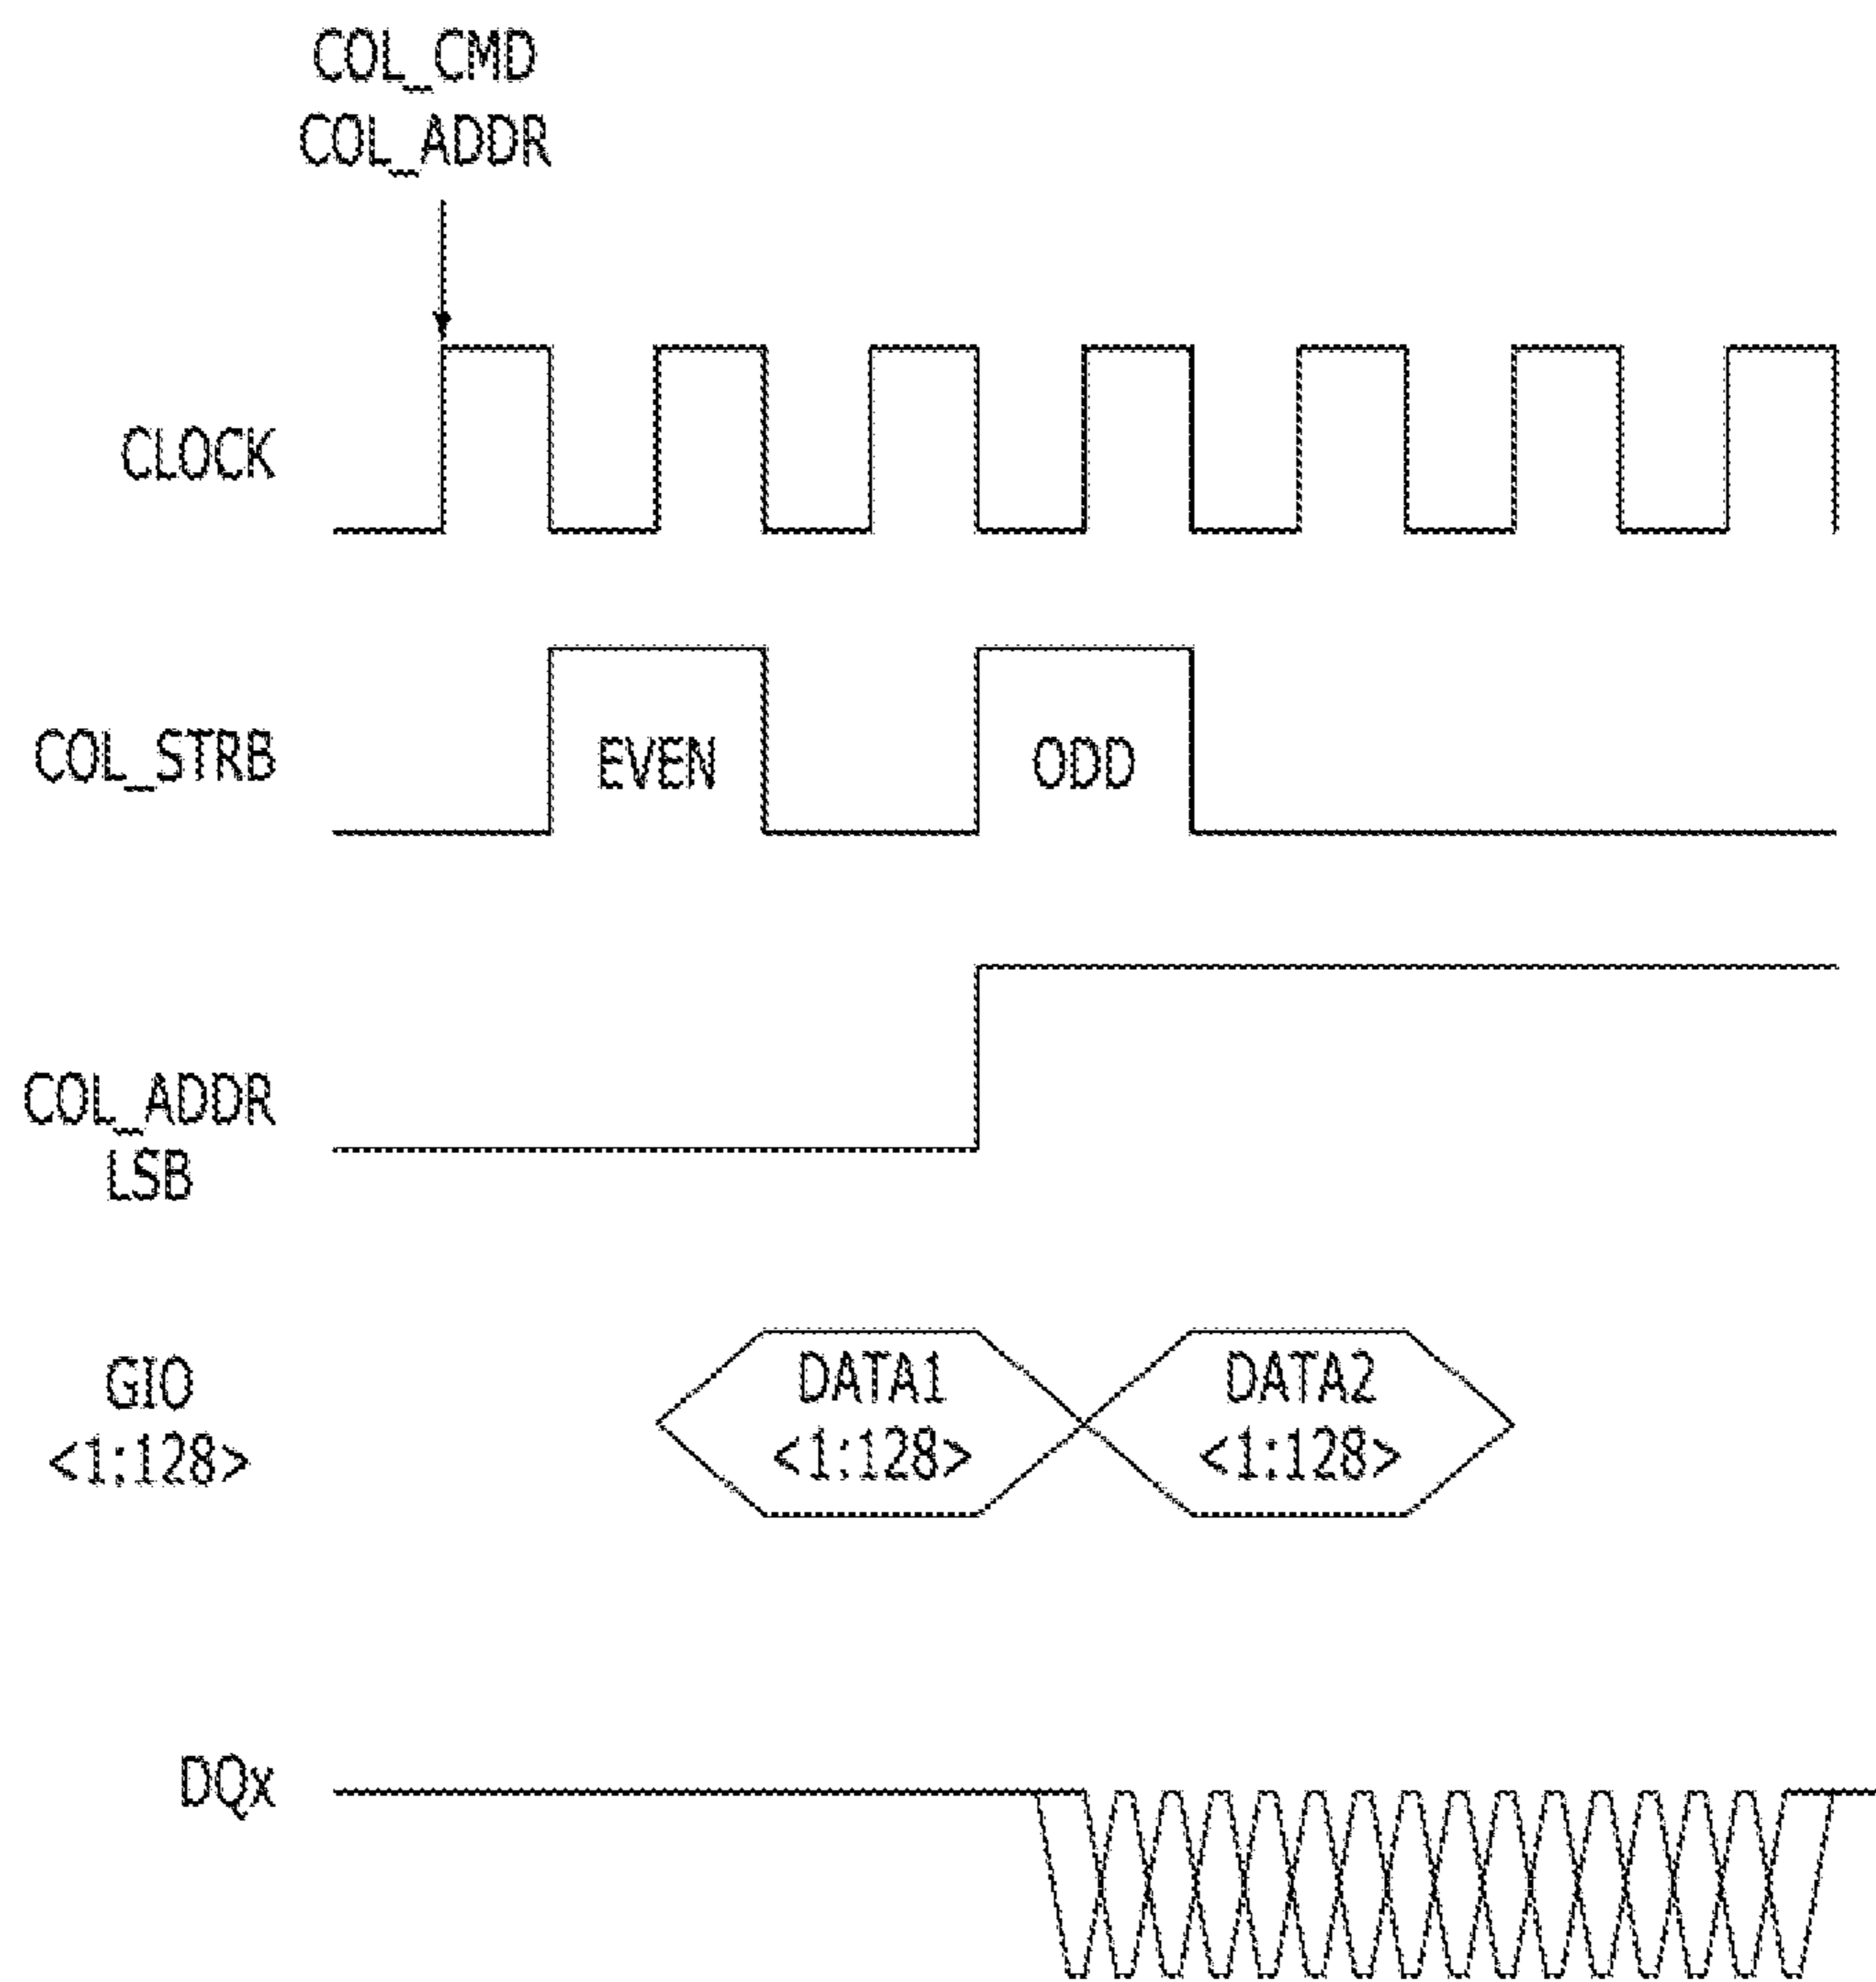 COL_CMD
COL_ADDR
CLOCK
COL_STRB
EVEN
ODD
COL_ADDR
LSB
GIO
<1:128>
DATA1
<1:128>
DATA2
<1:128>
DQx